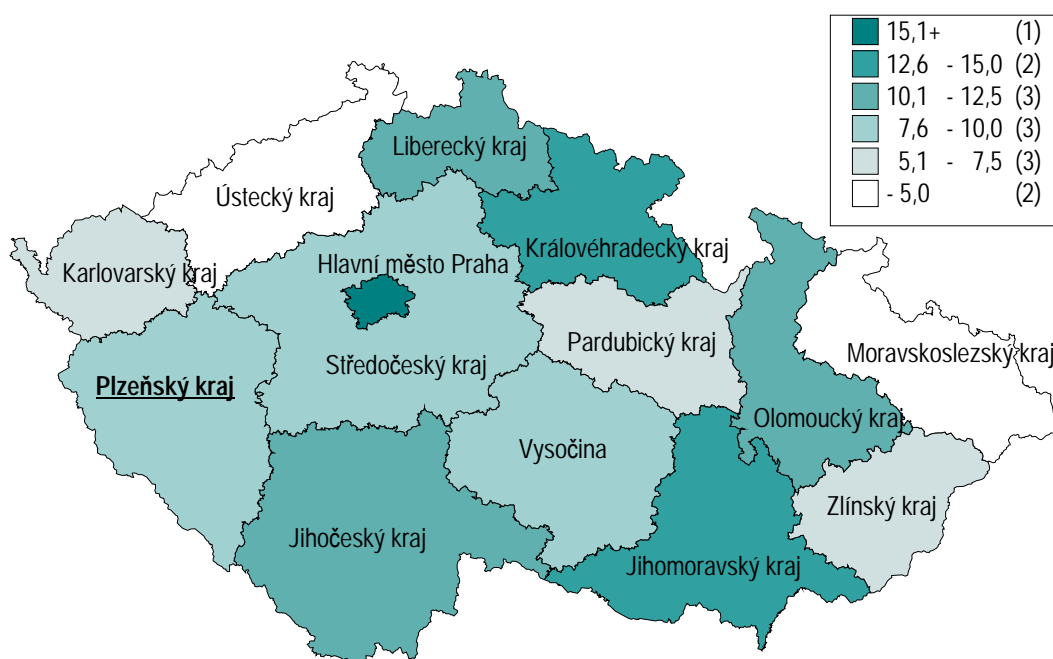 15,1+ (1)
12,6 - 15,0 (2)
10,1 - 12,5 (3)
7,6 - 10,0 (3)
5,1 - 7,5 (3)
- 5,0 (2)
Liberecký kraj
Ústecký kraj
Královéhradecký kraj
Karlovarský kraj
Hlavní město Praha
Pardubický kraj
Moravskoslezský kraj
Středočeský kraj
Plzeňský kraj
Olomoucký kraj
Vysočina
Zlínský kraj
Jihočeský kraj
Jihomoravský kraj